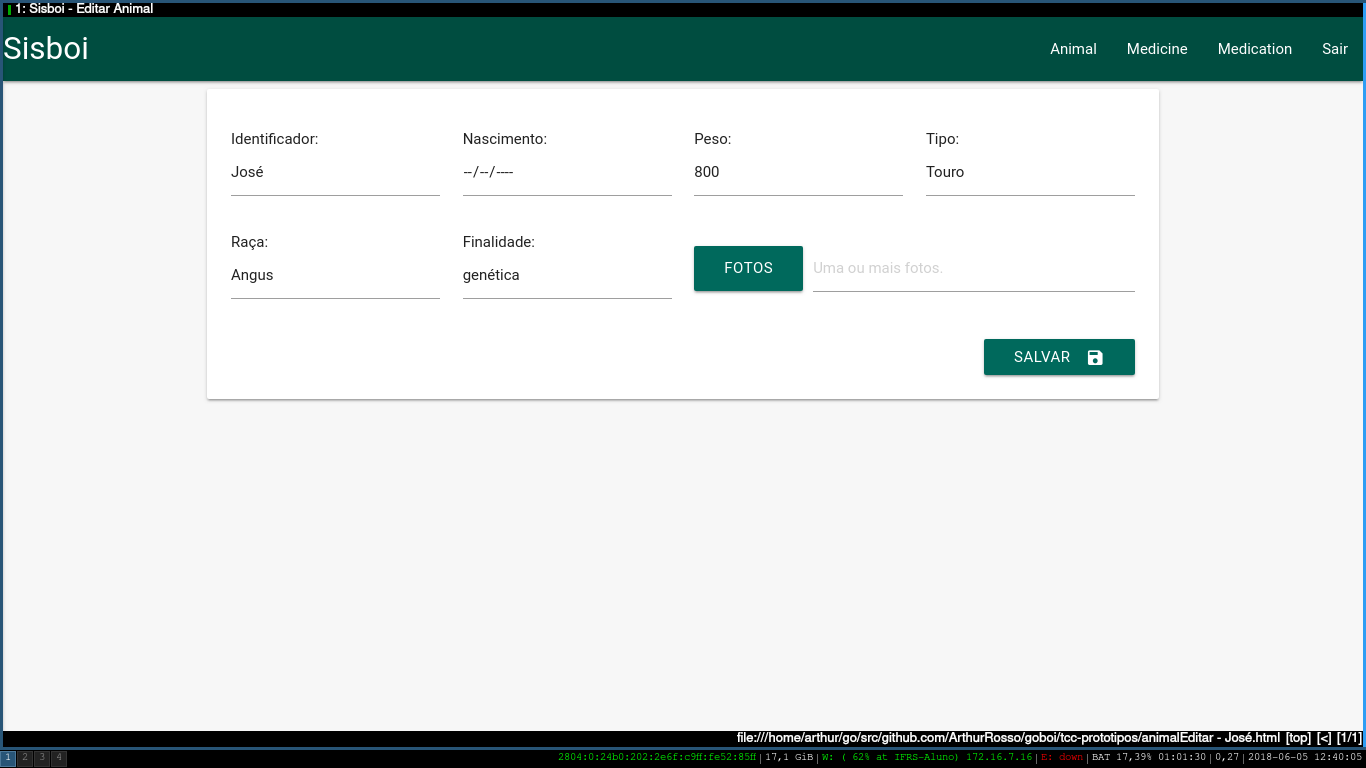 1: Sisboi - Editar Animal
Sisboi
Animal Medicine Medication Sair
Identificador: Nascimento: Peso: Tipo:
José --/--/---- 800 Touro
Raça: Finalidade:
Angus genética FOTOS Uma ou mais fotos.
SALVAR
file:///home/arthur/go/src/github.com/ArthurRosso/goboi/tcc-prototipos/animalEditar - José.html [top] [<] [1/1]
1 2 3 4 2804:0:24b0:202:2e6f:c9ff:fe52:85ff | 17,1 GiB | W: ( 62% at IFRS-Aluno) 172.16.7.16 | E: down | BAT 17,39% 01:01:30 | 0,27 | 2018-06-05 12:40:05